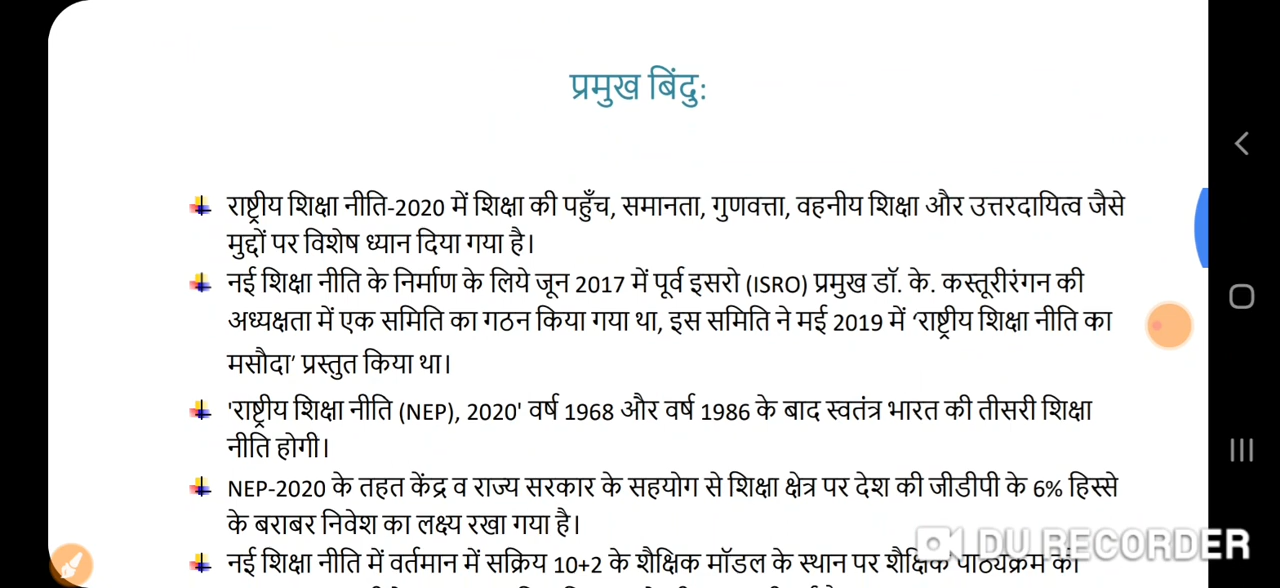 प्रमुख बिंदु:
राष्ट्रीय शिक्षा नीति-2020 में शिक्षा की पहुँच, समानता, गुणवत्ता, वहनीय शिक्षा और उत्तरदायित्व जैसे
मुद्दों पर विशेष ध्यान दिया गया है।
नई शिक्षा नीति के निर्माण के लिये जून 2017 में पूर्व इसरो (ISRO) प्रमुख डॉ. के. कस्तूरीरंगन की
अध्यक्षता में एक समिति का गठन किया गया था, इस समिति ने मई 2019 में ‘राष्ट्रीय शिक्षा नीति का
मसौदा’ प्रस्तुत किया था।
'राष्ट्रीय शिक्षा नीति (NEP), 2020' वर्ष 1968 और वर्ष 1986 के बाद स्वतंत्र भारत की तीसरी शिक्षा
नीति होगी।
NEP-2020 के तहत केंद्र व राज्य सरकार के सहयोग से शिक्षा क्षेत्र पर देश की जीडीपी के 6% हिस्से
के बराबर निवेश का लक्ष्य रखा गया है।
नई शिक्षा नीति में वर्तमान में सक्रिय 10+2 के शैक्षिक मॉडल के स्थान पर शैक्षिक पाठ्यक्रम को
DU RECORDER